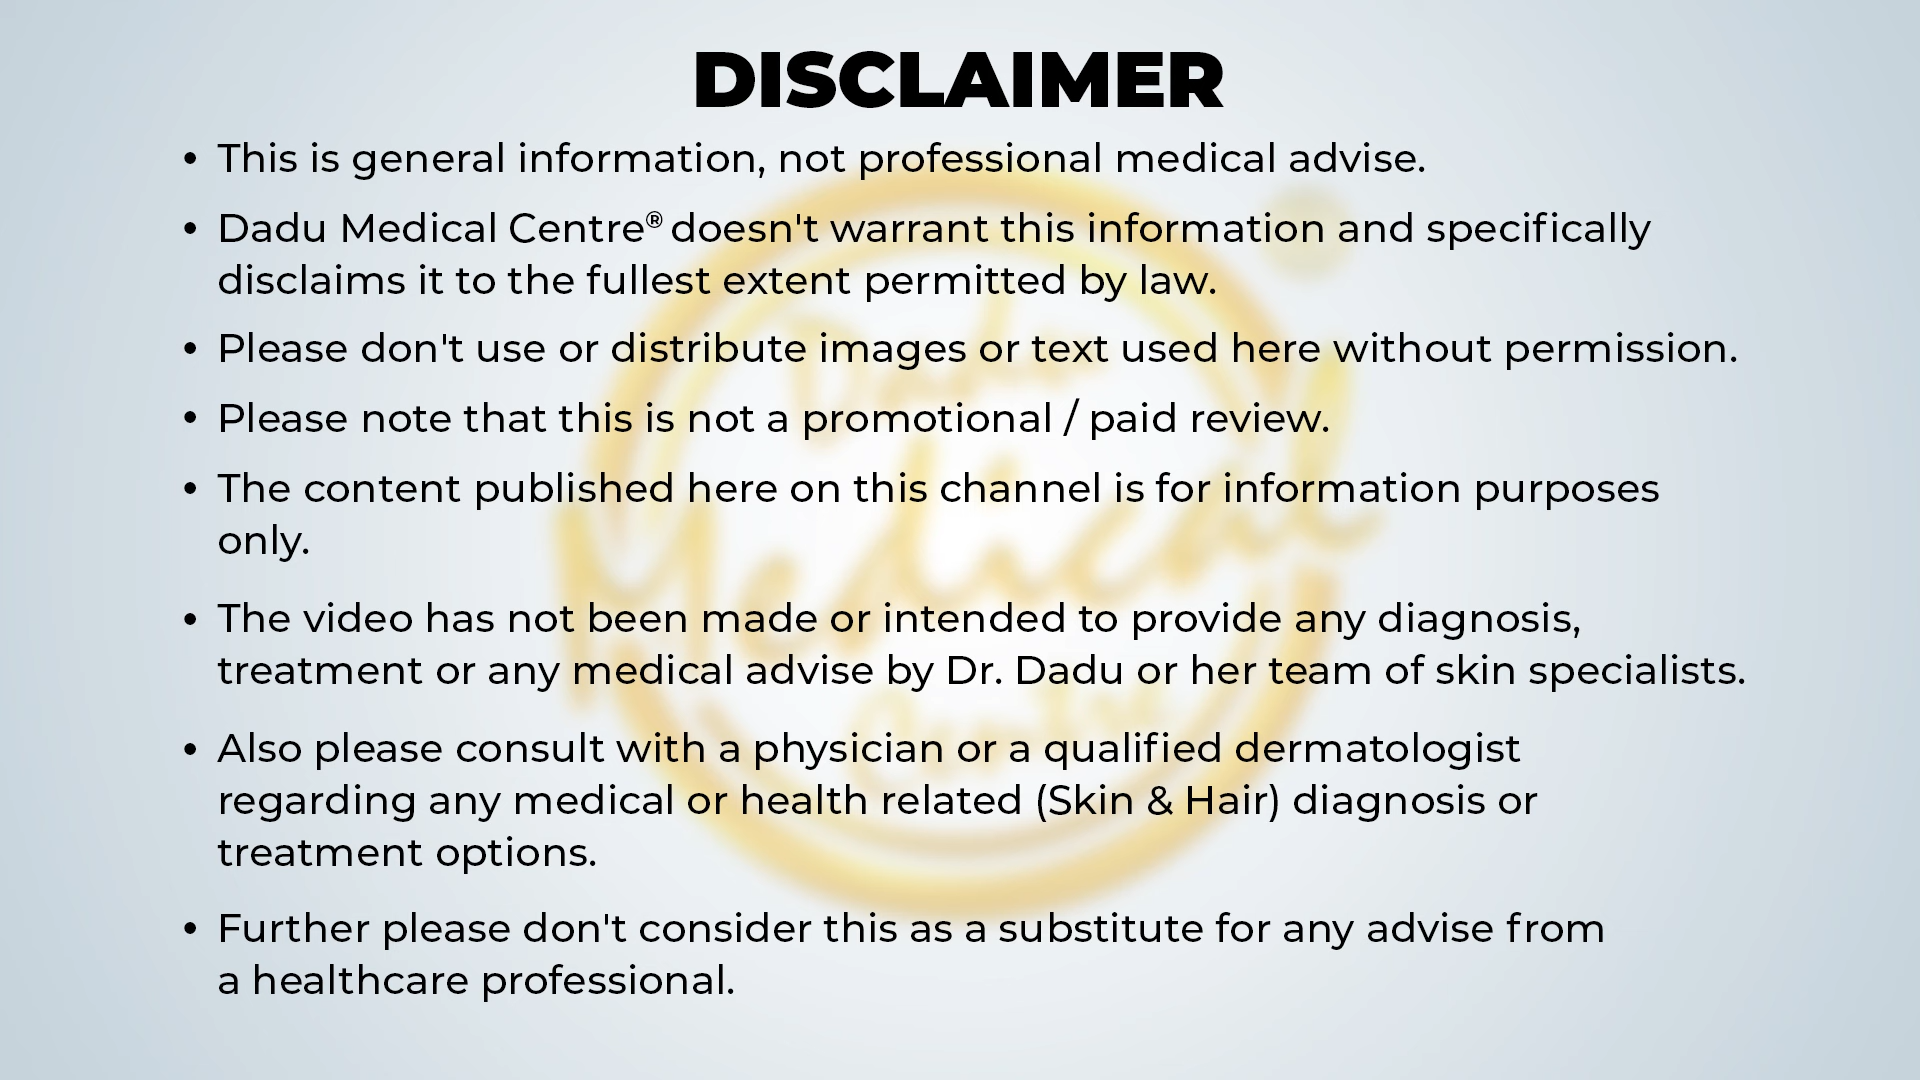 DISCLAIMER
• This is general information, not professional medical advise.
• Dadu Medical Centre® doesn't warrant this information and specifically
disclaims it to the fullest extent permitted by law.
• Please don't use or distribute images or text used here without permission.
• Please note that this is not a promotional / paid review.
• The content published here on this channel is for information purposes
only.
• The video has not been made or intended to provide any diagnosis,
treatment or any medical advise by Dr. Dadu or her team of skin specialists.
• Also please consult with a physician or a qualified dermatologist
regarding any medical or health related (Skin & Hair) diagnosis or
treatment options.
• Further please don't consider this as a substitute for any advise from
a healthcare professional.
Dadu
Medical
Centre